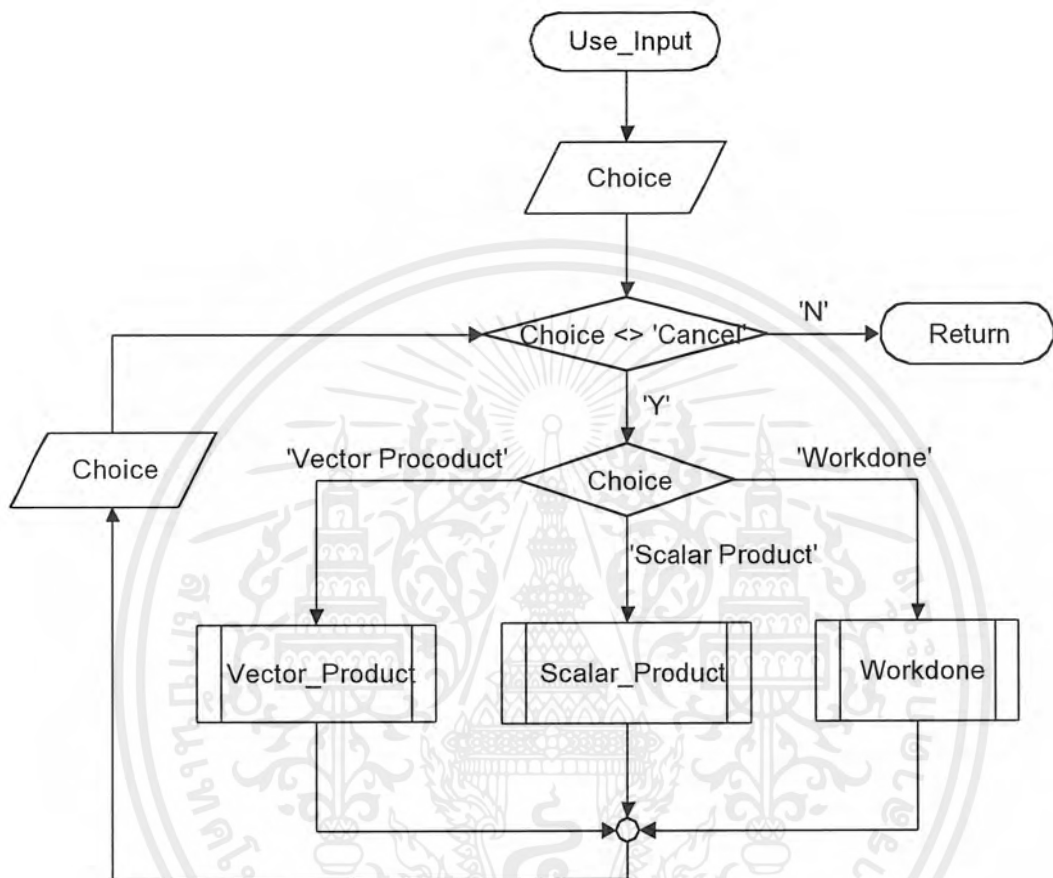 Use_Input
Choice
Choice <> 'Cancel'
'N'
Return
'Y'
Choice
'Vector Procoduct'
Choice
'Workdone'
'Scalar Product'
Vector_Product
Scalar_Product
Workdone